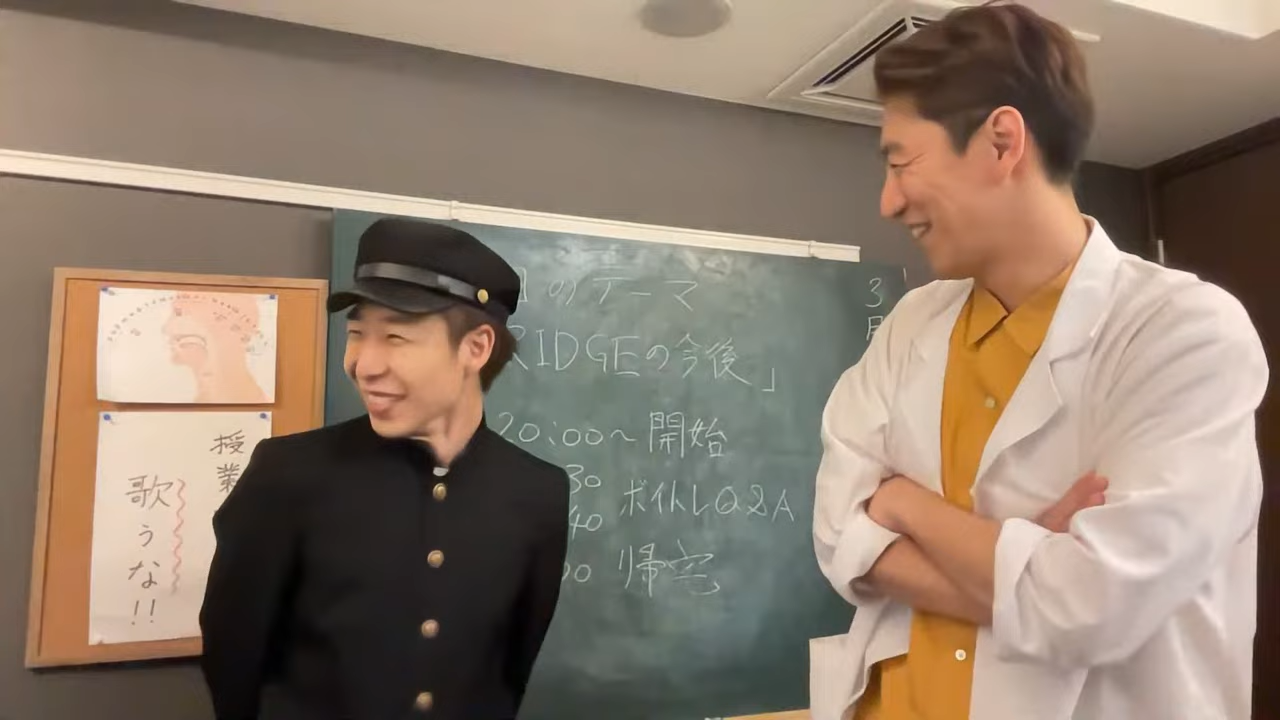 授業
歌うな!!
のテーマ
RIDGEの今後」
20:00~開始
30
40 ボイトレQ&A
00 帰宅
3
月